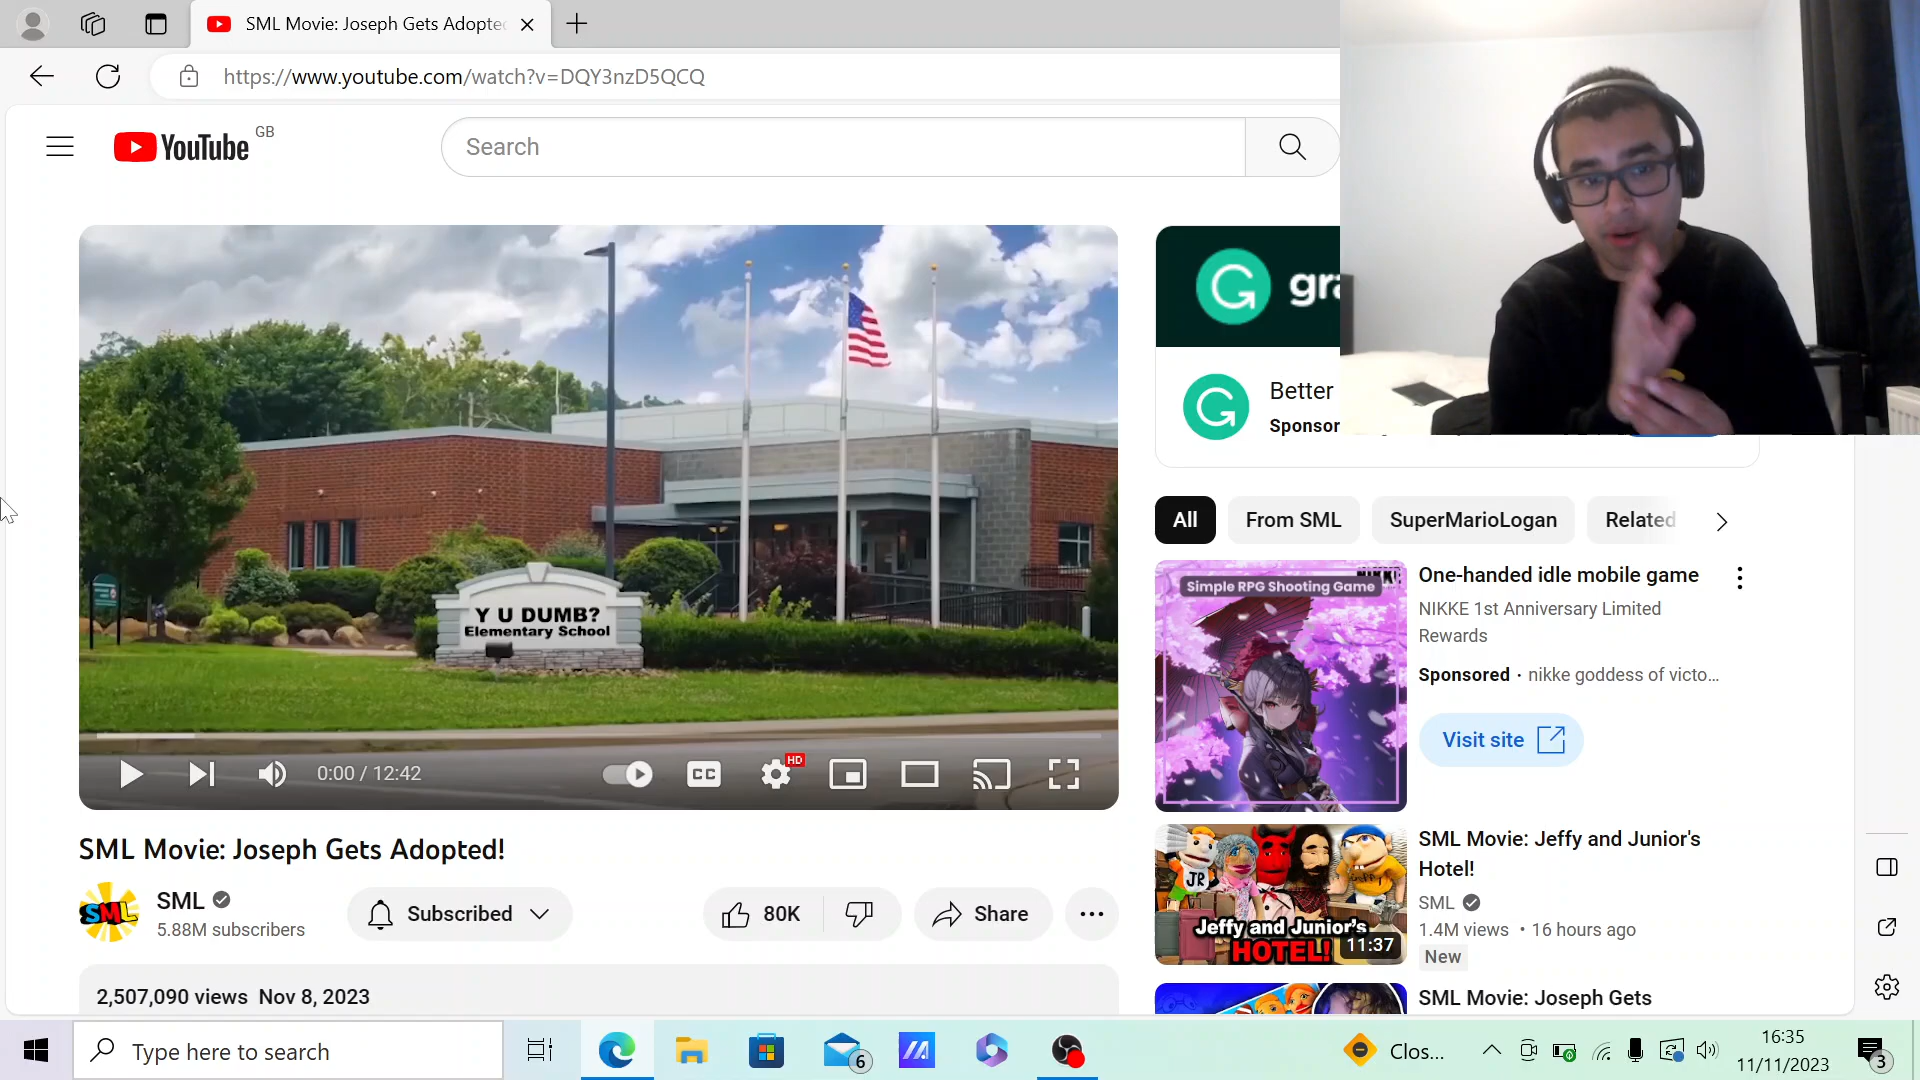 SML Movie: Joseph Gets Adopte
https://www.youtube.com/watch?v=DQY3nzD5QCQ
YouTube GB
Search
Y U DUMB?
Elementary School
0:00 / 12:42
CC
HD
SML Movie: Joseph Gets Adopted!
SML
SML
5.88M subscribers
Subscribed
80K
Share
2,507,090 views Nov 8, 2023
gra
Better
Sponsor
All
From SML
SuperMarioLogan
Related
NIKKE
Simple RPG Shooting Game
One-handed idle mobile game
NIKKE 1st Anniversary Limited
Rewards
Sponsored · nikke goddess of victo...
Visit site
JR
Jeffy and Junior's
HOTEL!
11:37
SML Movie: Jeffy and Junior's
Hotel!
SML
1.4M views • 16 hours ago
New
SML Movie: Joseph Gets
Type here to search
6
Clos...
16:35
11/11/2023
3